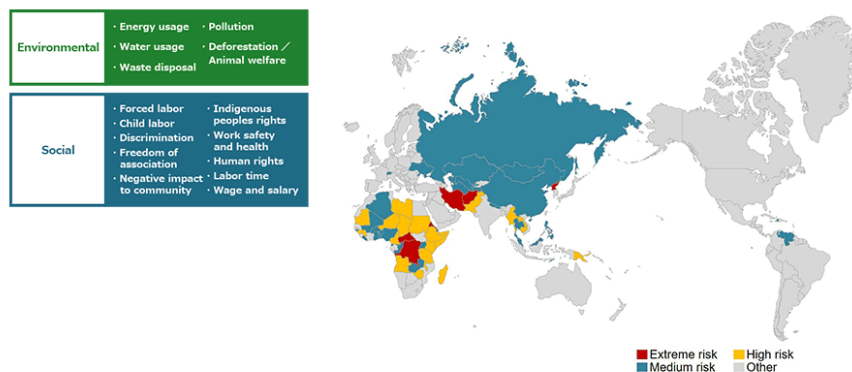 Environmental
・Energy usage
・Water usage
・Waste disposal
・Pollution
・Deforestation／
Animal welfare
Social
・Forced labor
・Child labor
・Discrimination
・Freedom of
association
・Negative impact
to community
・Indigenous
peoples rights
・Work safety
and health
・Human rights
・Labor time
・Wage and salary
Extreme risk
High risk
Medium risk
Other